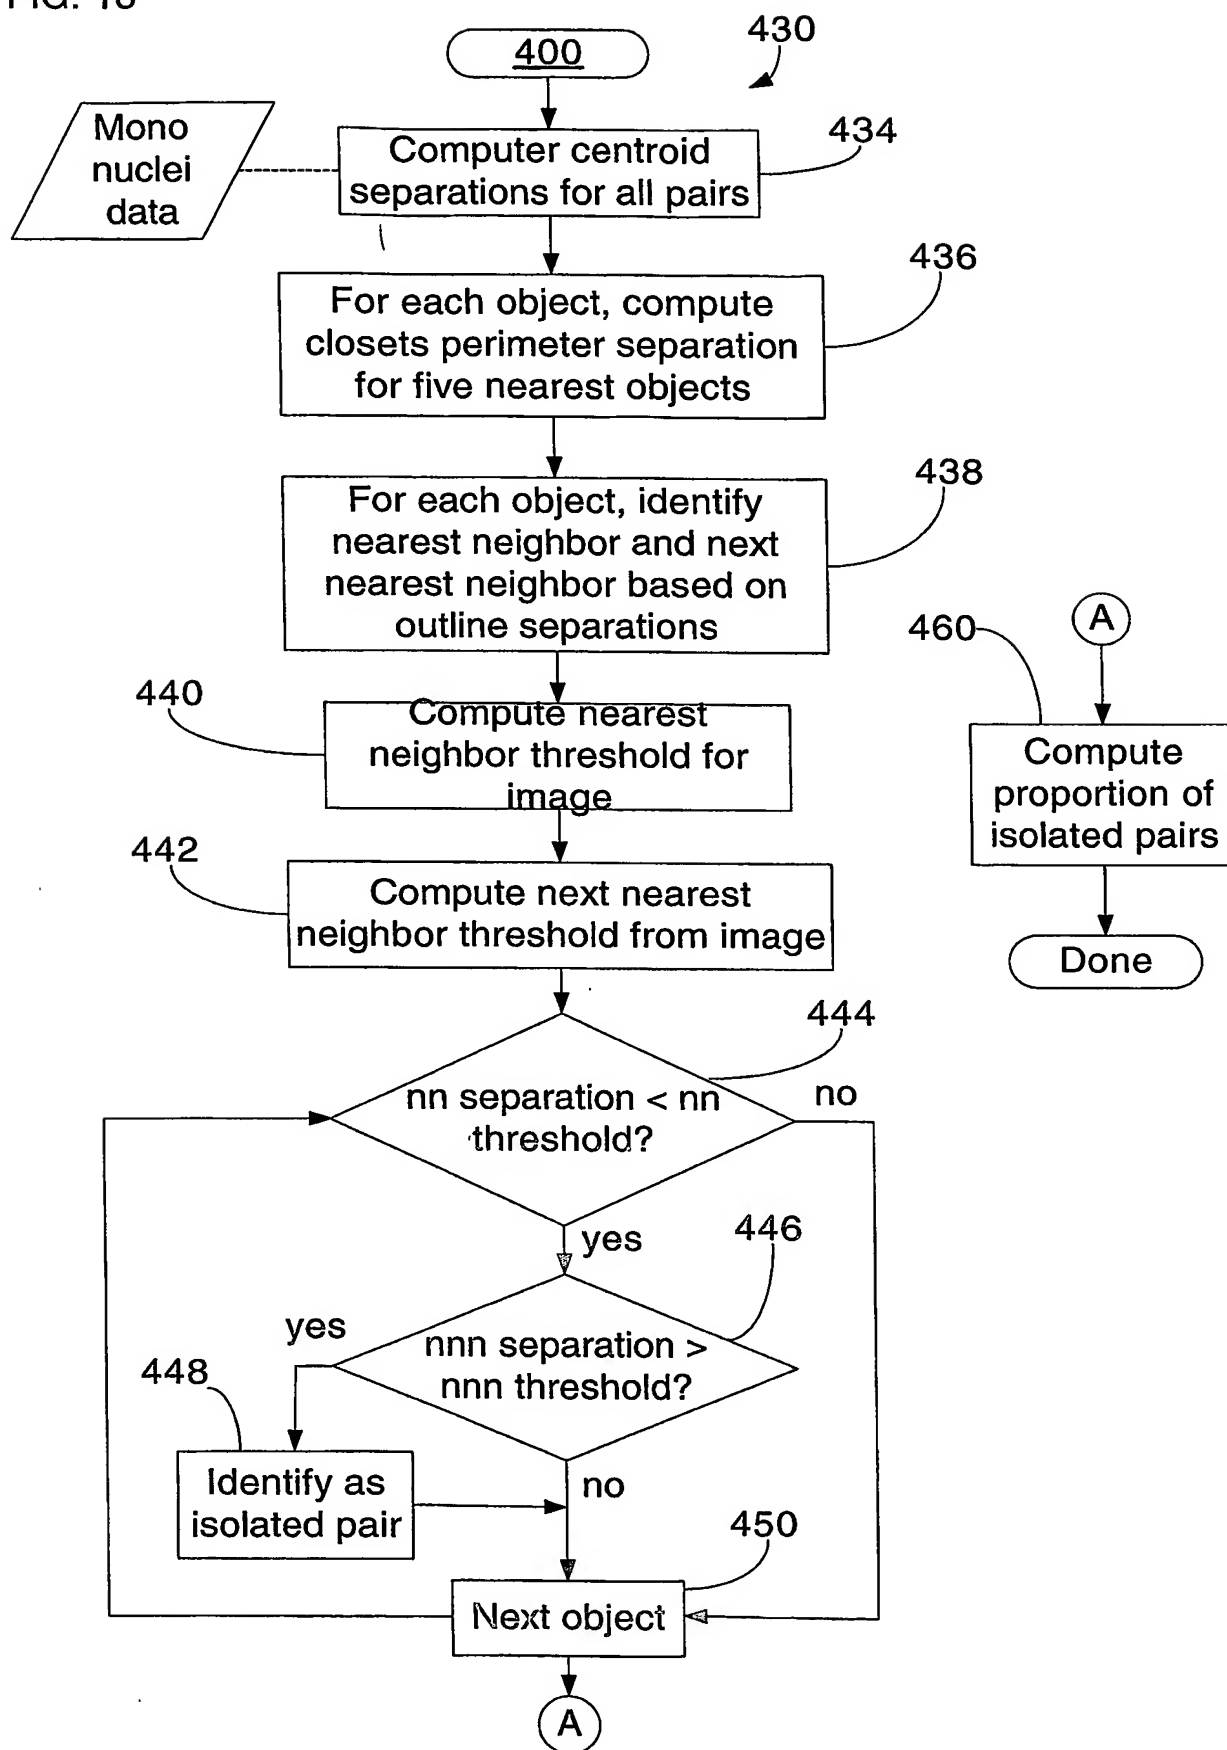 400
430
Mono
nuclei
data
Computer centroid
separations for all pairs
434
For each object, compute
closets perimeter separation
for five nearest objects
436
For each object, identify
nearest neighbor and next
nearest neighbor based on
outline separations
438
440
Compute nearest
neighbor threshold for
image
442
Compute next nearest
neighbor threshold from image
nn separation < nn
threshold?
444
no
yes
446
nnn separation >
nnn threshold?
yes
448
Identify as
isolated pair
no
450
Next object
A
A
460
Compute
proportion of
isolated pairs
Done